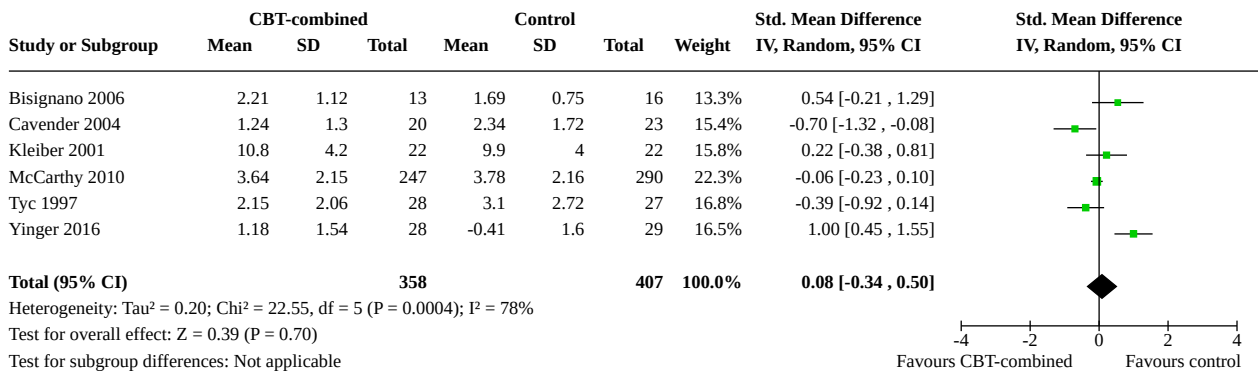 CBT-combined Control Std. Mean Difference Std. Mean Difference
Study or Subgroup Mean SD Total Mean SD Total Weight IV, Random, 95% CI IV, Random, 95% CI
Bisignano 2006 2.21 1.12 13 1.69 0.75 16 13.3% 0.54 [-0.21 , 1.29]
Cavender 2004 1.24 1.3 20 2.34 1.72 23 15.4% -0.70 [-1.32 , -0.08]
Kleiber 2001 10.8 4.2 22 9.9 4 22 15.8% 0.22 [-0.38 , 0.81]
McCarthy 2010 3.64 2.15 247 3.78 2.16 290 22.3% -0.06 [-0.23 , 0.10]
Tyc 1997 2.15 2.06 28 3.1 2.72 27 16.8% -0.39 [-0.92 , 0.14]
Yinger 2016 1.18 1.54 28 -0.41 1.6 29 16.5% 1.00 [0.45 , 1.55]
Total (95% CI) 358 407 100.0% 0.08 [-0.34 , 0.50]
Heterogeneity: Tau² = 0.20; Chi² = 22.55, df = 5 (P = 0.0004); I² = 78%
Test for overall effect: Z = 0.39 (P = 0.70)
Test for subgroup differences: Not applicable
-4 -2 0 2 4
Favours CBT-combined Favours control